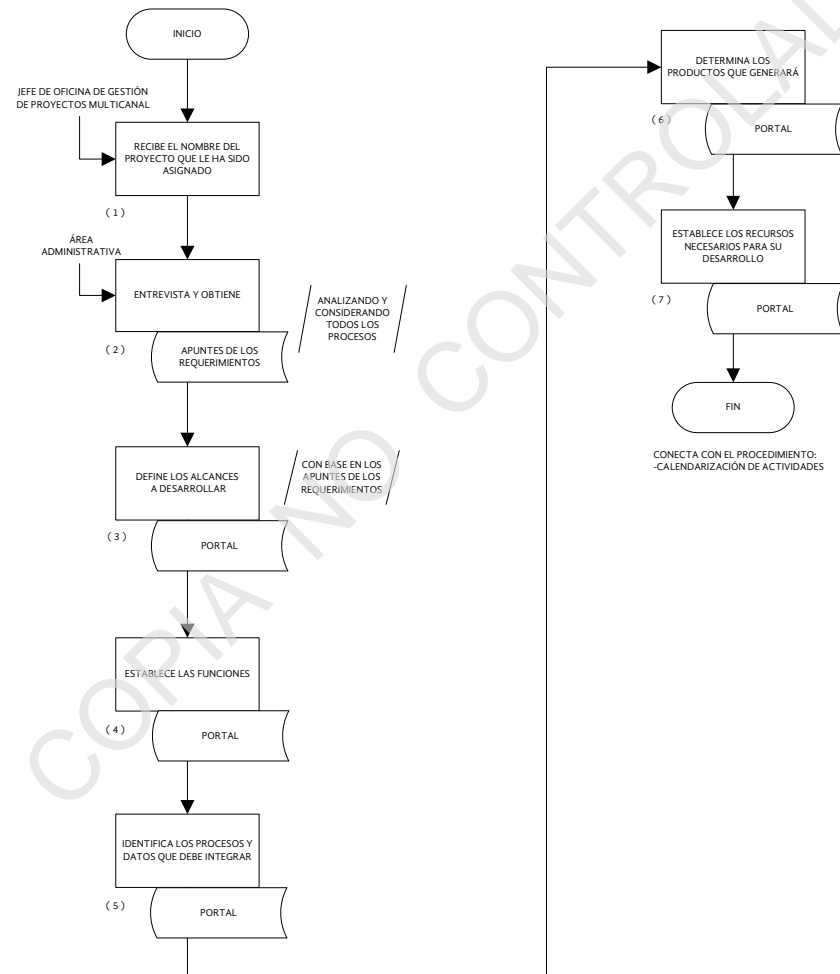 INICIO
JEFE DE OFICINA DE GESTIÓN
DE PROYECTOS MULTICANAL
RECIBE EL NOMBRE DEL
PROYECTO QUE LE HA SIDO
ASIGNADO
( 1 )
ÁREA
ADMINISTRATIVA
ENTREVISTA Y OBTIENE
( 2 )
APUNTES DE LOS
REQUERIMIENTOS
ANALIZANDO Y
CONSIDERANDO
TODOS LOS
PROCESOS
DEFINE LOS ALCANCES
A DESARROLLAR
( 3 )
PORTAL
CON BASE EN LOS
APUNTES DE LOS
REQUERIMIENTOS
ESTABLECE LAS FUNCIONES
( 4 )
PORTAL
IDENTIFICA LOS PROCESOS Y
DATOS QUE DEBE INTEGRAR
( 5 )
PORTAL
DETERMINA LOS
PRODUCTOS QUE GENERARÁ
( 6 )
PORTAL
ESTABLECE LOS RECURSOS
NECESARIOS PARA SU
DESARROLLO
( 7 )
PORTAL
FIN
CONECTA CON EL PROCEDIMIENTO:
-CALENDARIZACIÓN DE ACTIVIDADES
COPIA NO CONTROLAD